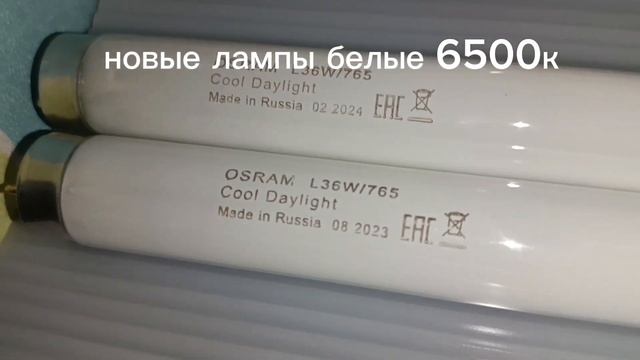 новые лампы белые 6500к
L36W/765
Cool Daylight
Made in Russia 02 2024 EAC
OSRAM L36W/765
Cool Daylight
Made in Russia 08 2023 EAC